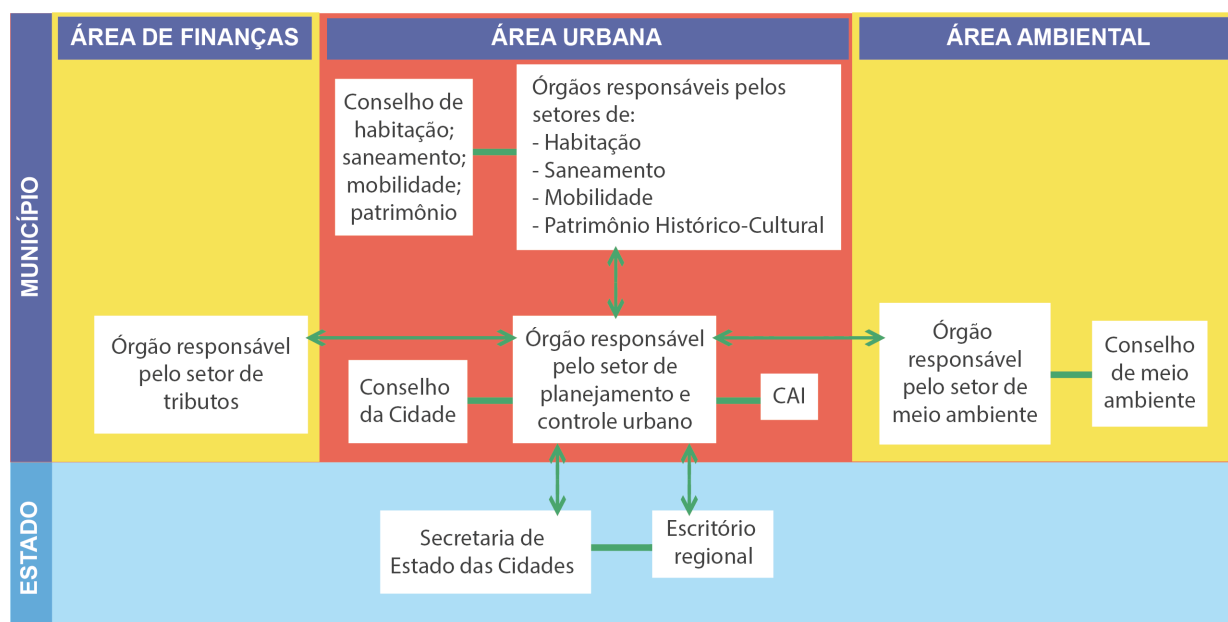 ÁREA DE FINANÇAS
ÁREA URBANA
ÁREA AMBIENTAL
MUNICÍPIO
Conselho de
habitação;
saneamento;
mobilidade;
patrimônio
Órgãos responsáveis pelos
setores de:
- Habitação
- Saneamento
- Mobilidade
- Patrimônio Histórico-Cultural
Órgão responsável
pelo setor de
tributos
Conselho
da Cidade
Órgão responsável
pelo setor de
planejamento e
controle urbano
CAI
Órgão
responsável
pelo setor de
meio ambiente
Conselho
de meio
ambiente
ESTADO
Secretaria de
Estado das Cidades
Escritório
regional